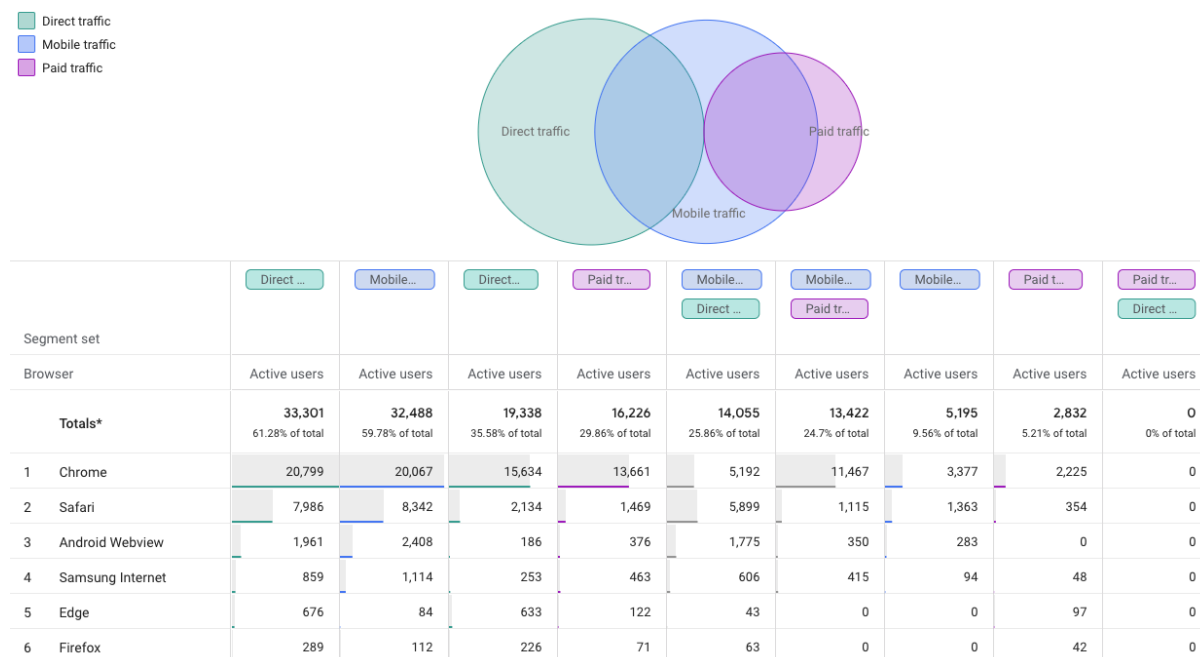 Direct traffic
Mobile traffic
Paid traffic
Direct traffic
Paid traffic
Mobile traffic
Direct ... Mobile... Direct... Paid tr... Mobile... Mobile... Mobile... Paid t... Paid tr...
Direct ... Paid tr... Direct ...
Segment set
Browser Active users Active users Active users Active users Active users Active users Active users Active users Active users
Totals* 33,301 32,488 19,338 16,226 14,055 13,422 5,195 2,832 0
61.28% of total 59.78% of total 35.58% of total 29.86% of total 25.86% of total 24.7% of total 9.56% of total 5.21% of total 0% of total
1 Chrome 20,799 20,067 15,634 13,661 5,192 11,467 3,377 2,225 0
2 Safari 7,986 8,342 2,134 1,469 5,899 1,115 1,363 354 0
3 Android Webview 1,961 2,408 186 376 1,775 350 283 0 0
4 Samsung Internet 859 1,114 253 463 606 415 94 48 0
5 Edge 676 84 633 122 43 0 0 97 0
6 Firefox 289 112 226 71 63 0 0 42 0